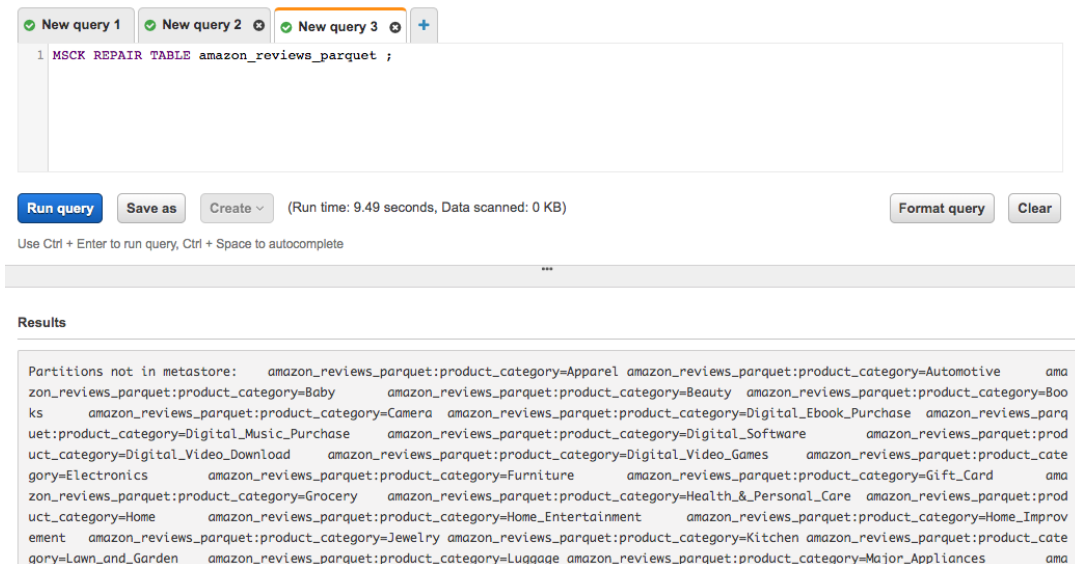 New query 1 New query 2 New query 3 +
1 MSCK REPAIR TABLE amazon_reviews_parquet ;
Run query Save as Create (Run time: 9.49 seconds, Data scanned: 0 KB) Format query Clear
Use Ctrl + Enter to run query, Ctrl + Space to autocomplete
Results
Partitions not in metastore: amazon_reviews_parquet:product_category=Apparel amazon_reviews_parquet:product_category=Automotive ama
zon_reviews_parquet:product_category=Baby amazon_reviews_parquet:product_category=Beauty amazon_reviews_parquet:product_category=Boo
ks amazon_reviews_parquet:product_category=Camera amazon_reviews_parquet:product_category=Digital_Ebook_Purchase amazon_reviews_parq
uet:product_category=Digital_Music_Purchase amazon_reviews_parquet:product_category=Digital_Software amazon_reviews_parquet:prod
uct_category=Digital_Video_Download amazon_reviews_parquet:product_category=Digital_Video_Games amazon_reviews_parquet:product_cate
gory=Electronics amazon_reviews_parquet:product_category=Furniture amazon_reviews_parquet:product_category=Gift_Card ama
zon_reviews_parquet:product_category=Grocery amazon_reviews_parquet:product_category=Health_&_Personal_Care amazon_reviews_parquet:prod
uct_category=Home amazon_reviews_parquet:product_category=Home_Entertainment amazon_reviews_parquet:product_category=Home_Improv
ement amazon_reviews_parquet:product_category=Jewelry amazon_reviews_parquet:product_category=Kitchen amazon_reviews_parquet:product_cate
gory=Lawn_and_Garden amazon_reviews_parquet:product_category=Luggage amazon_reviews_parquet:product_category=Major_Appliances ama